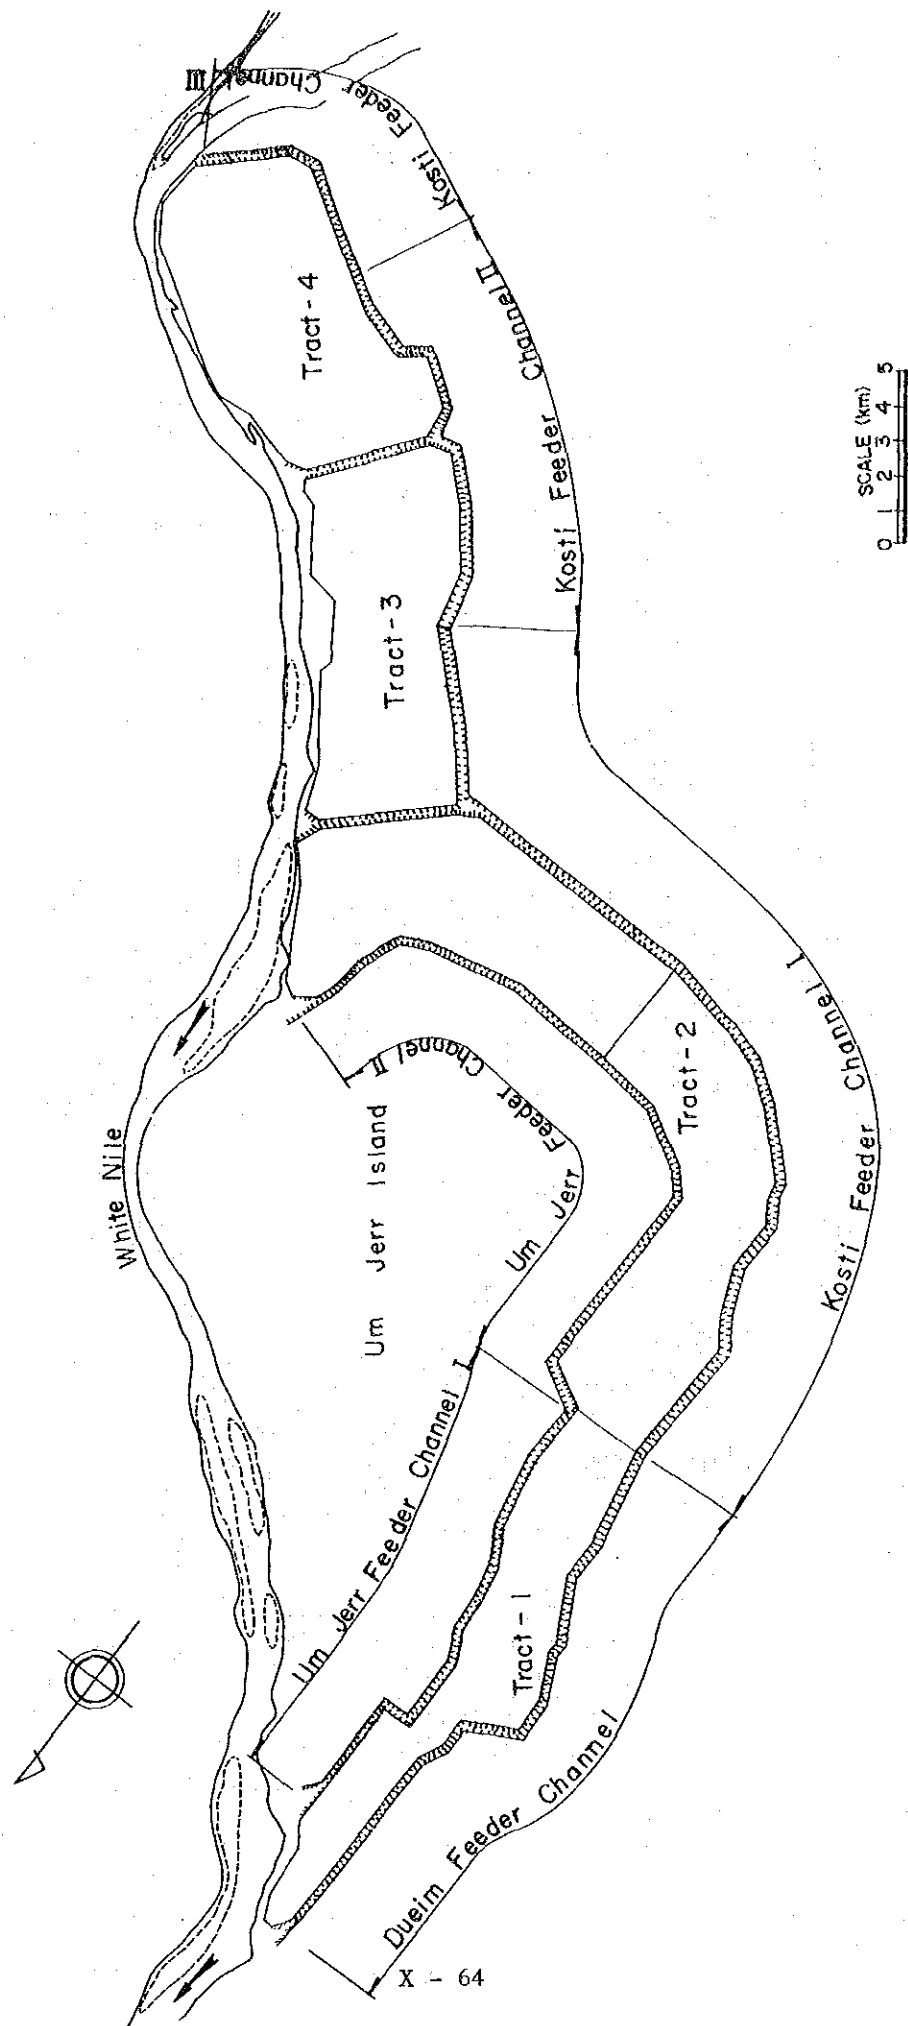 Kosti Feeder Channel III
Tract-4
Kosti Feeder Channel II
SCALE (km)
0 1 2 3 4 5
Tract-3
White Nile
Um Jerr Island
Um Jerr Feeder Channel II
Tract-2
Kosti Feeder Channel I
Um Jerr Feeder Channel I
Tract-1
Dueim Feeder Channel
X - 64